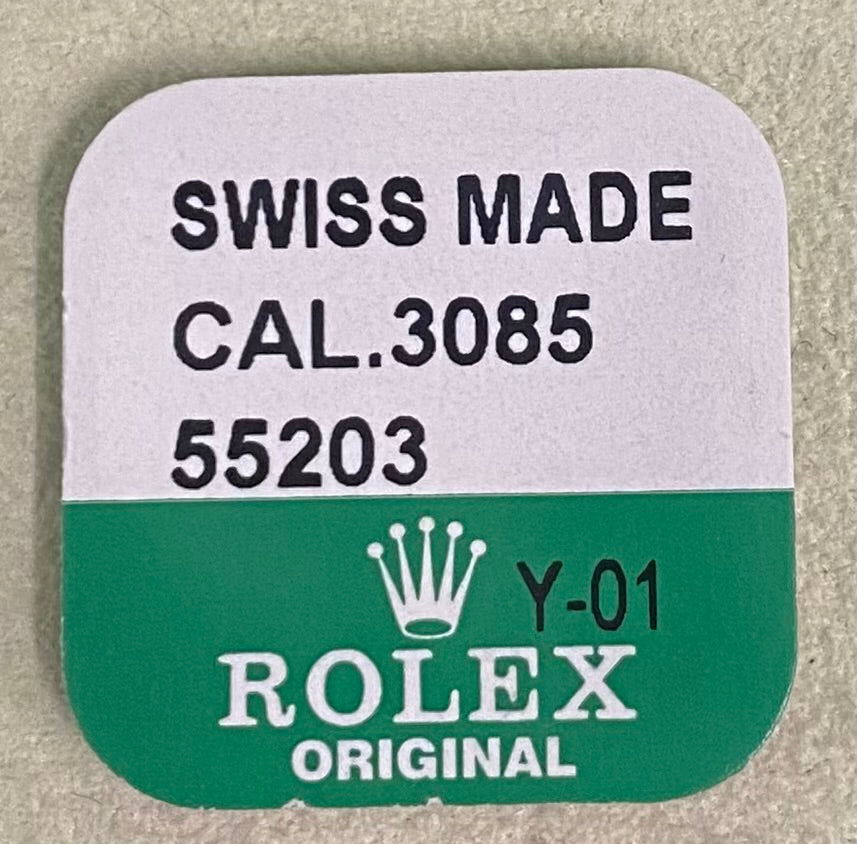 SWISS MADE
CAL.3085
55203
Y-01
ROLEX
ORIGINAL